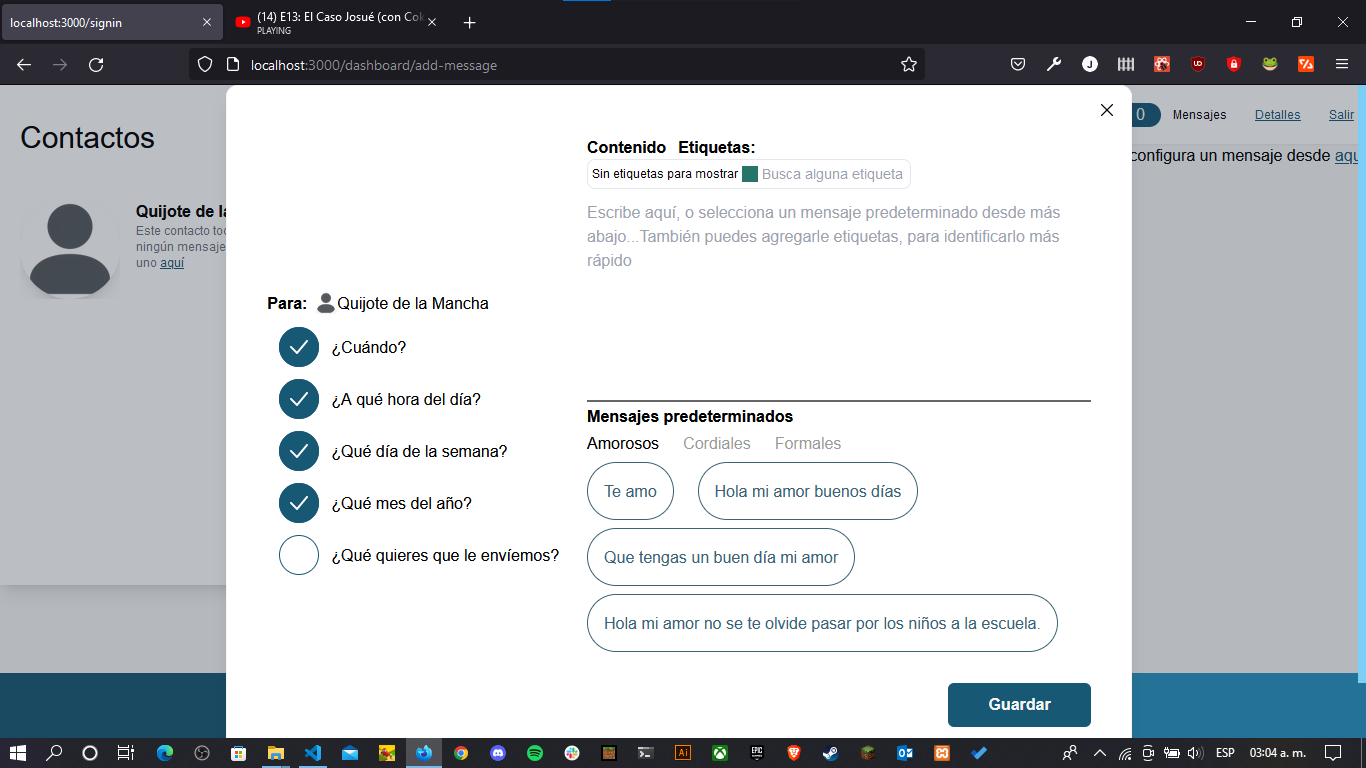 localhost:3000/signin
(14) E13: El Caso Josué (con Col
PLAYING
localhost:3000/dashboard/add-message
Contactos
0
Mensajes
Detalles
Salir
configura un mensaje desde aqu
Quijote de la
Este contacto too
ningún mensaje
uno aquí
Contenido Etiquetas:
Sin etiquetas para mostrar
Busca alguna etiqueta
Escribe aquí, o selecciona un mensaje predeterminado desde más
abajo...También puedes agregarle etiquetas, para identificarlo más
rápido
Para: Quijote de la Mancha
¿Cuándo?
¿A qué hora del día?
¿Qué día de la semana?
¿Qué mes del año?
¿Qué quieres que le envíemos?
Mensajes predeterminados
Amorosos Cordiales Formales
Te amo
Hola mi amor buenos días
Que tengas un buen día mi amor
Hola mi amor no se te olvide pasar por los niños a la escuela.
Guardar
ESP
03:04 a. m.